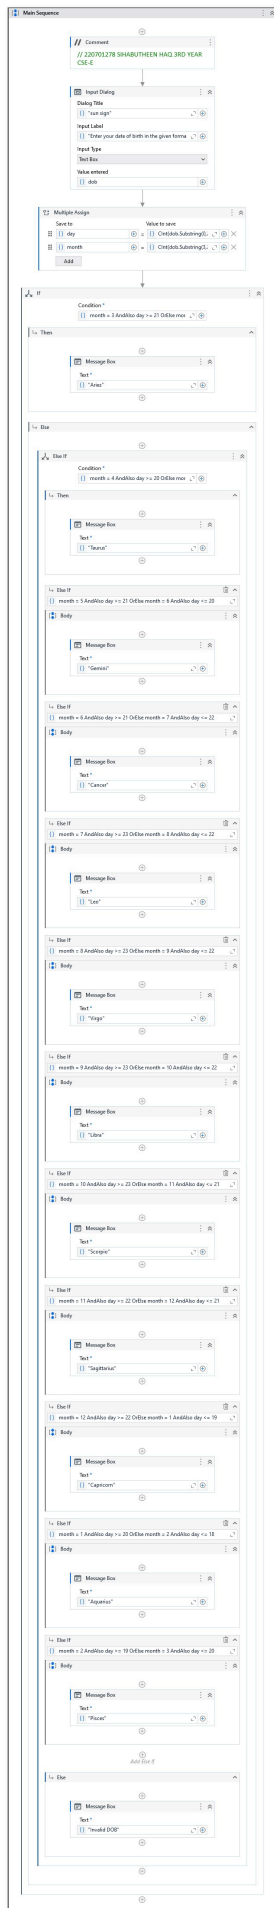 Main Sequence
// Comment
// 220701278 SIHABUTHEEN HAQ 3RD YEAR
CSE-E
Input Dialog
Dialog Title
"sun sign"
Input Label
"Enter your date of birth in the given forma
Input Type
Text Box
Value entered
dob
Multiple Assign
Save to Value to save
day = CInt(dob.Substring(0,
month = CInt(dob.Substring(3,
Add
If
Condition *
month = 3 AndAlso day >= 21 OrElse mor
Then
Message Box
Text *
"Aries"
Else
Else If
Condition *
month = 4 AndAlso day >= 20 OrElse mor
Then
Message Box
Text *
"Taurus"
Else If
month = 5 AndAlso day >= 21 OrElse month = 6 AndAlso day <= 20
Body
Message Box
Text *
"Gemini"
Else If
month = 6 AndAlso day >= 21 OrElse month = 7 AndAlso day <= 22
Body
Message Box
Text *
"Cancer"
Else If
month = 7 AndAlso day >= 23 OrElse month = 8 AndAlso day <= 22
Body
Message Box
Text *
"Leo"
Else If
month = 8 AndAlso day >= 23 OrElse month = 9 AndAlso day <= 22
Body
Message Box
Text *
"Virgo"
Else If
month = 9 AndAlso day >= 23 OrElse month = 10 AndAlso day <= 22
Body
Message Box
Text *
"Libra"
Else If
month = 10 AndAlso day >= 23 OrElse month = 11 AndAlso day <= 21
Body
Message Box
Text *
"Scorpio"
Else If
month = 11 AndAlso day >= 22 OrElse month = 12 AndAlso day <= 21
Body
Message Box
Text *
"Sagittarius"
Else If
month = 12 AndAlso day >= 22 OrElse month = 1 AndAlso day <= 19
Body
Message Box
Text *
"Capricorn"
Else If
month = 1 AndAlso day >= 20 OrElse month = 2 AndAlso day <= 18
Body
Message Box
Text *
"Aquarius"
Else If
month = 2 AndAlso day >= 19 OrElse month = 3 AndAlso day <= 20
Body
Message Box
Text *
"Pisces"
Add Else If
Else
Message Box
Text *
"Invalid DOB"